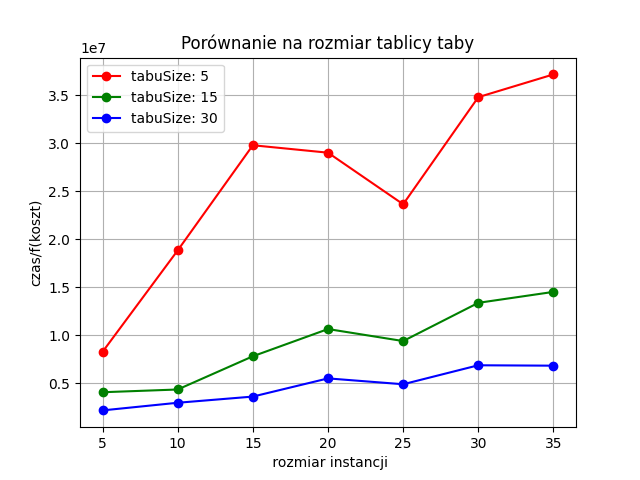 Porównanie na rozmiar tablicy taby
1e7
tabuSize: 5
tabuSize: 15
tabuSize: 30
3.5
3.0
2.5
2.0
1.5
1.0
0.5
czas/f(koszt)
5 10 15 20 25 30 35
rozmiar instancji